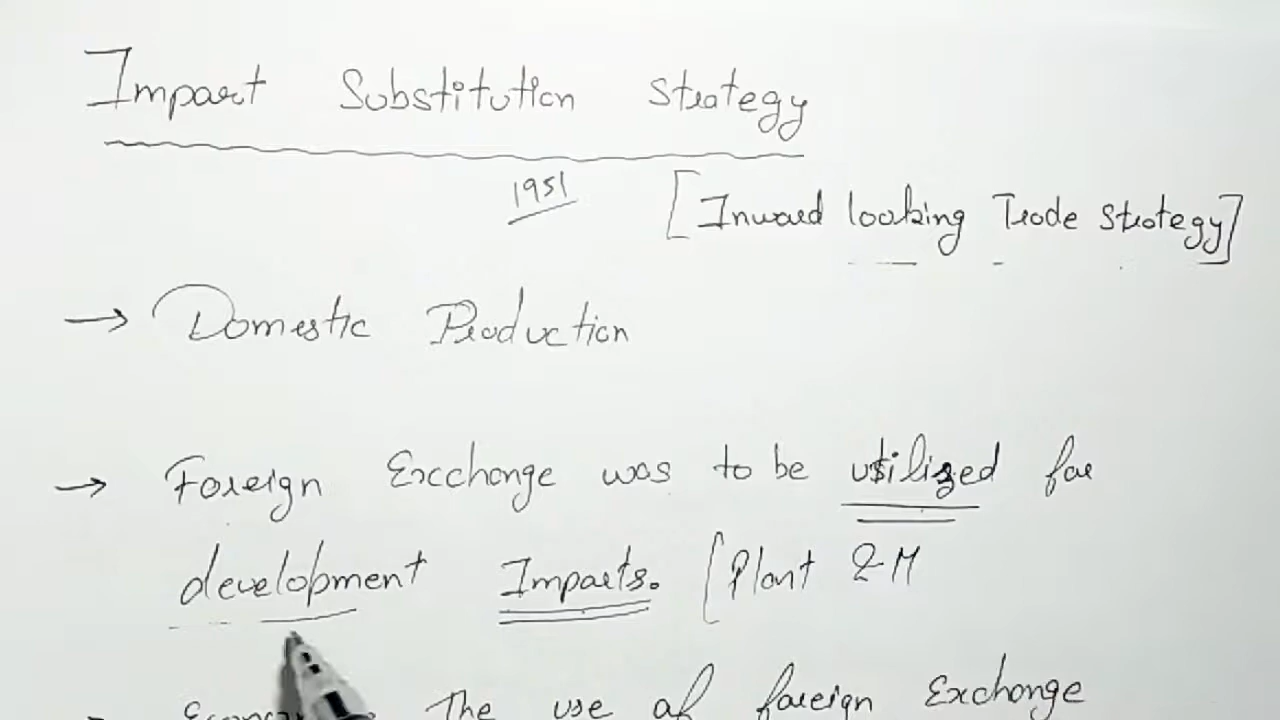 Import Substitution Strategy
1951
[Inward looking Trade Strategy]
→ Domestic Production
→ Foreign Exchange was to be utilized for
development Imports. [Plant & M
The use of foreign Exchange